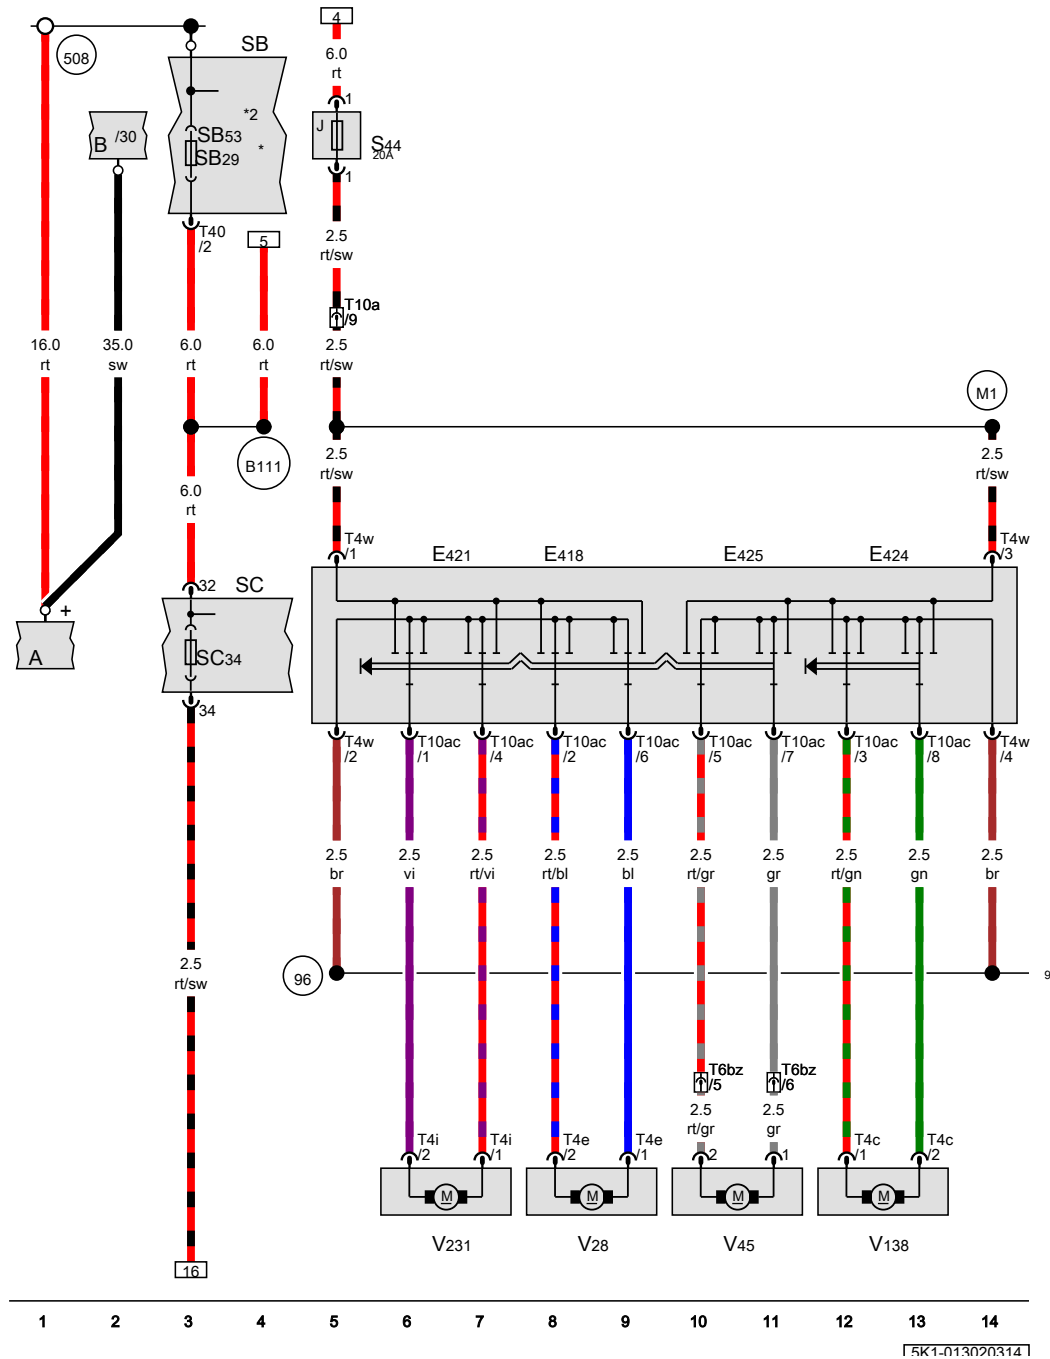 4
508
SB
6.0
rt
1
B /30
*2
SB53
SB29 *
J
S44
20A
1
T40
/2
5
2.5
rt/sw
T10a
/9
16.0
rt
35.0
sw
6.0
rt
6.0
rt
2.5
rt/sw
M1
B111
6.0
rt
2.5
rt/sw
2.5
rt/sw
T4w
/1
E421
E418
E425
E424
T4w
/3
32
SC
+
A
SC34
34
T4w
/2
T10ac
/1
T10ac
/4
T10ac
/2
T10ac
/6
T10ac
/5
T10ac
/7
T10ac
/3
T10ac
/8
T4w
/4
2.5
br
2.5
vi
2.5
rt/vi
2.5
rt/bl
2.5
bl
2.5
rt/gr
2.5
gr
2.5
rt/gn
2.5
gn
2.5
br
2.5
rt/sw
96
9
T6bz
/5
T6bz
/6
2.5
rt/gr
2.5
gr
T4i
/2
T4i
/1
T4e
/2
T4e
/1
2
1
T4c
/1
T4c
/2
M
M
M
M
V231
V28
V45
V138
16
1 2 3 4 5 6 7 8 9 10 11 12 13 14
5K1-013020314